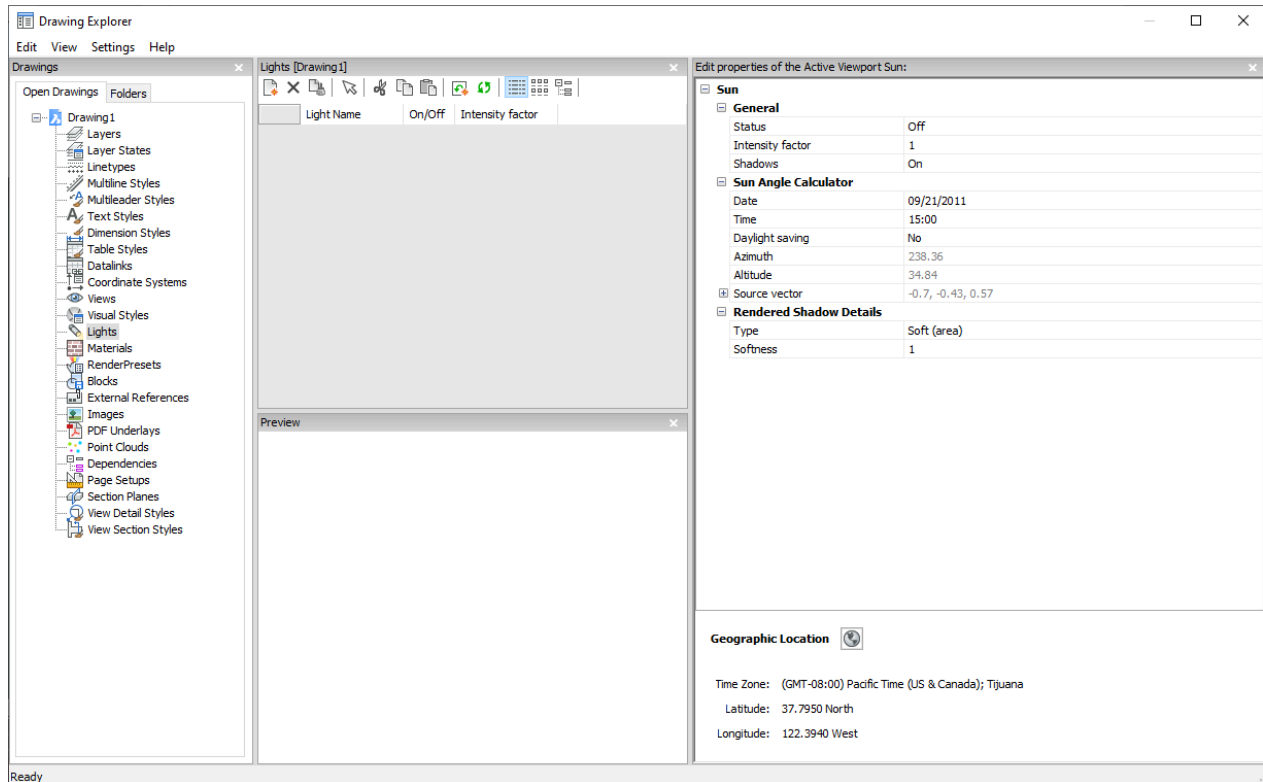 Drawing Explorer
Edit View Settings Help
Drawings
Open Drawings Folders
Drawing1
Layers
Layer States
Linetypes
Multiline Styles
Multileader Styles
Text Styles
Dimension Styles
Table Styles
Datalinks
Coordinate Systems
Views
Visual Styles
Lights
Materials
RenderPresets
Blocks
External References
Images
PDF Underlays
Point Clouds
Dependencies
Page Setups
Section Planes
View Detail Styles
View Section Styles
Lights [Drawing1]
Light Name On/Off Intensity factor
Preview
Edit properties of the Active Viewport Sun:
Sun
General
Status Off
Intensity factor 1
Shadows On
Sun Angle Calculator
Date 09/21/2011
Time 15:00
Daylight saving No
Azimuth 238.36
Altitude 34.84
Source vector -0.7, -0.43, 0.57
Rendered Shadow Details
Type Soft (area)
Softness 1
Geographic Location
Time Zone: (GMT-08:00) Pacific Time (US & Canada); Tijuana
Latitude: 37.7950 North
Longitude: 122.3940 West
Ready